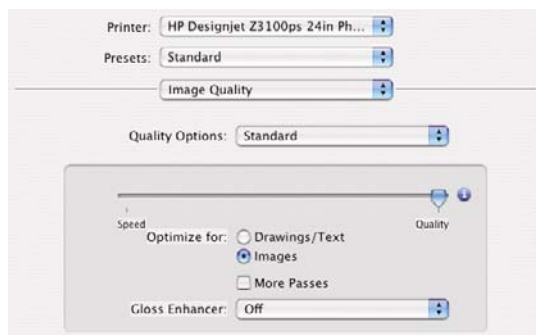 Printer: HP Designjet Z3100ps 24in Ph...
Presets: Standard
Image Quality
Quality Options: Standard
Speed Quality
Optimize for: Drawings/Text
Images
More Passes
Gloss Enhancer: Off